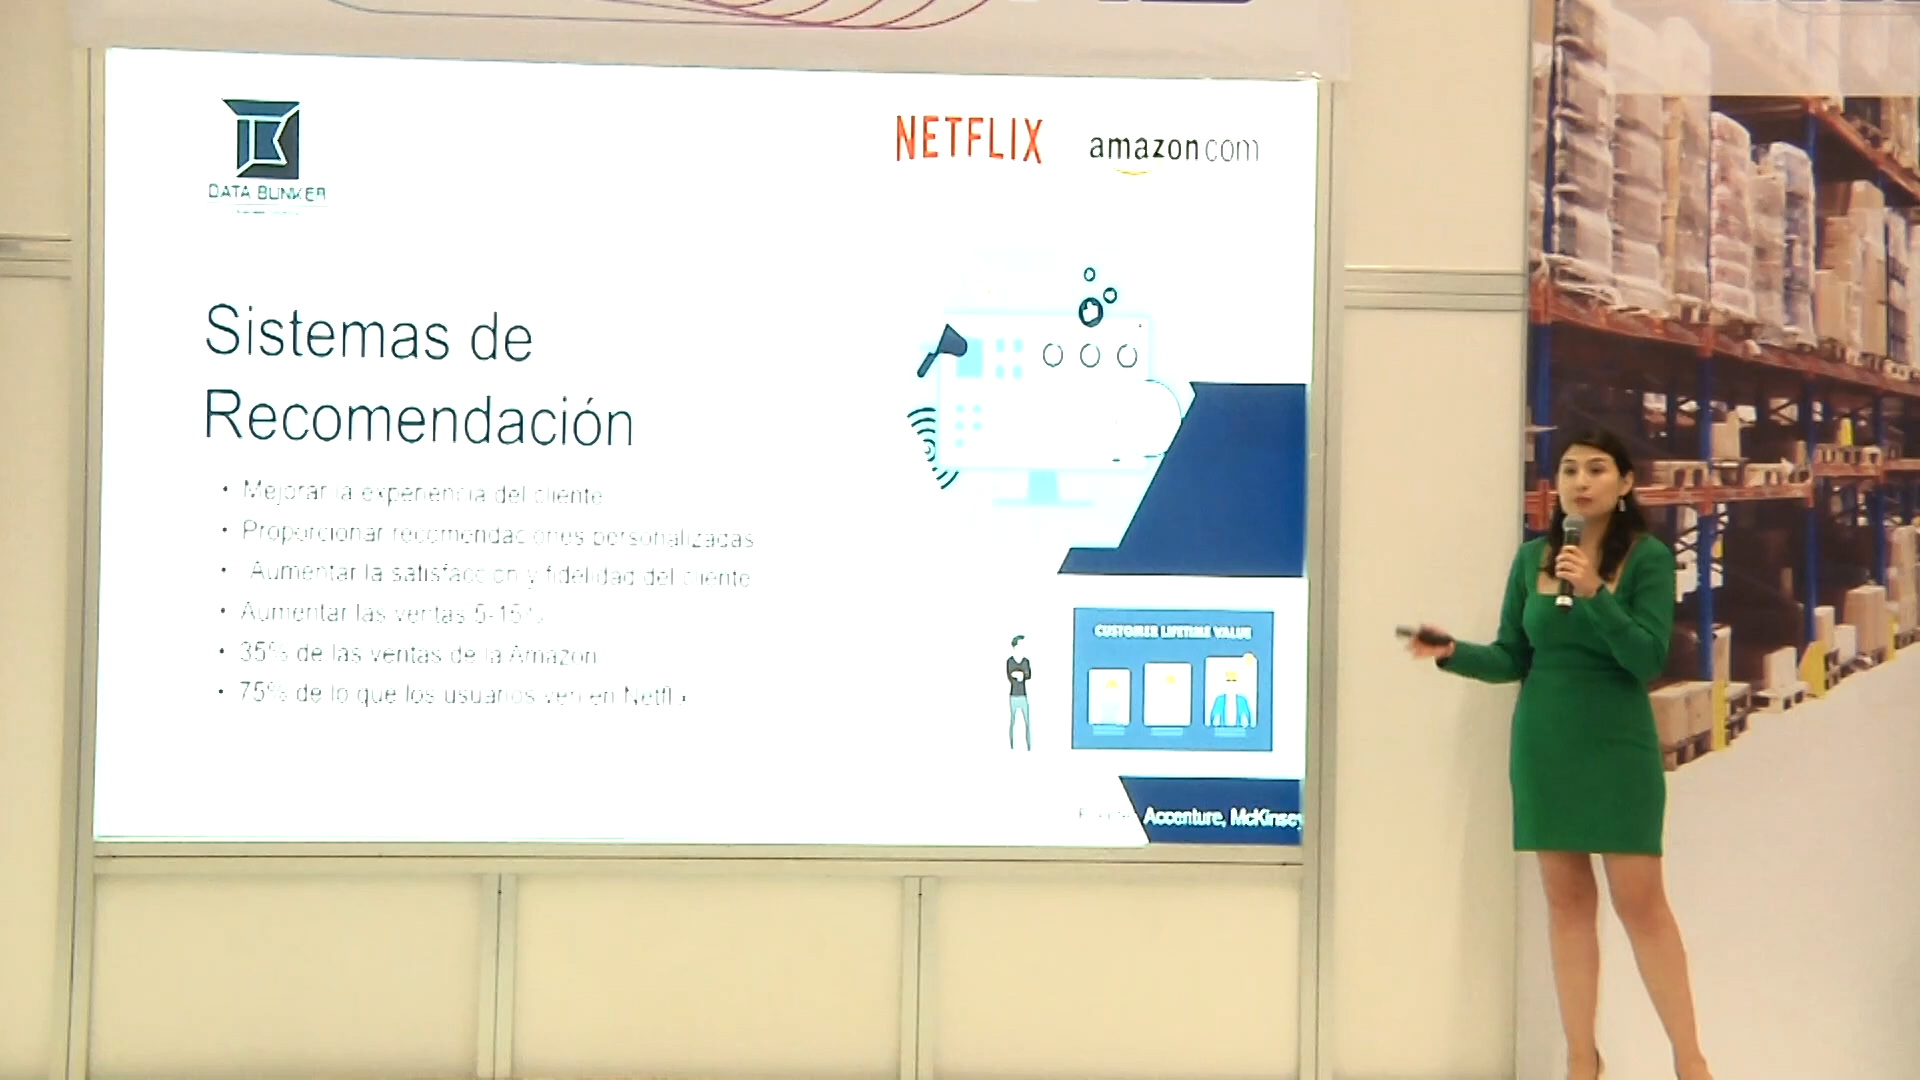 DATA BUNKER
NETFLIX
amazon.com
Sistemas de
Recomendación
• Mejorar la experiencia del cliente
• Proporcionar recomendaciones personalizadas
• Aumentar la satisfacción y fidelidad del cliente
• Aumentar las ventas 5-15%
• 35% de las ventas de la Amazon
• 75% de lo que los usuarios ven en Netflix
CUSTOMER LIFETIME VALUE
Accenture, McKinsey